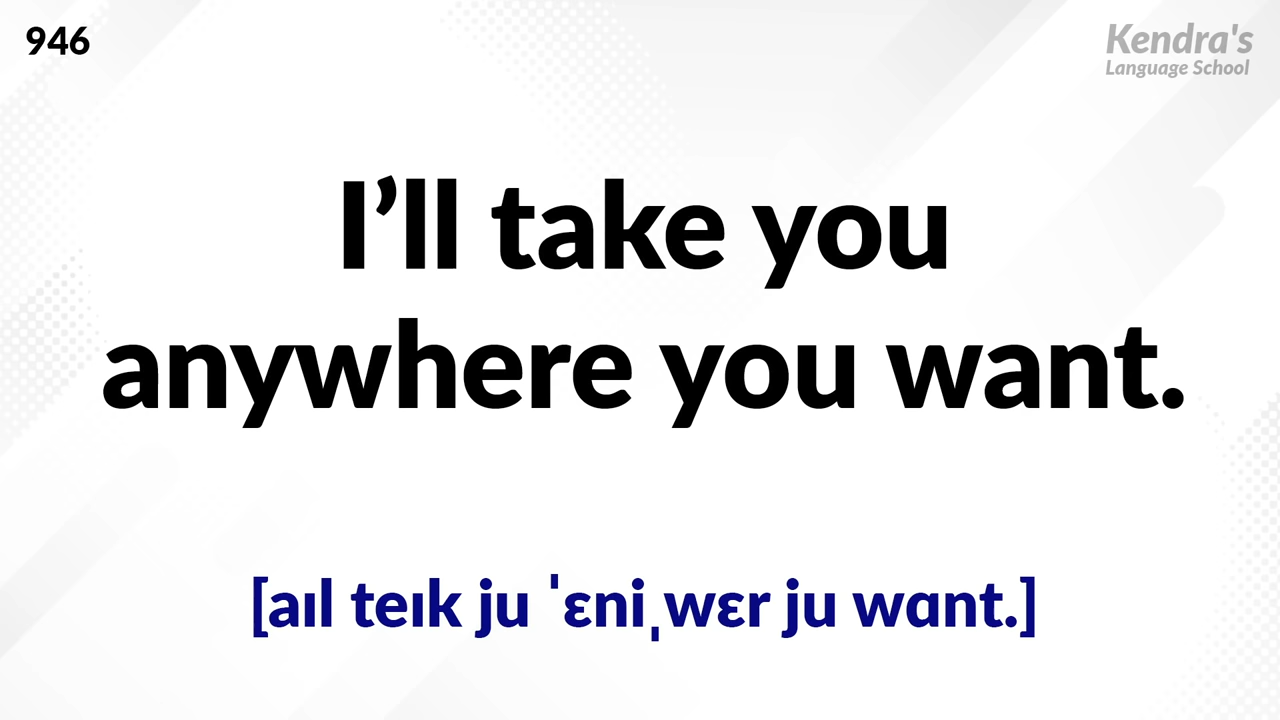 946
Kendra's
Language School
I’ll take you
anywhere you want.
[aɪl teɪk ju ˈɛniˌwɛr ju wɑnt.]